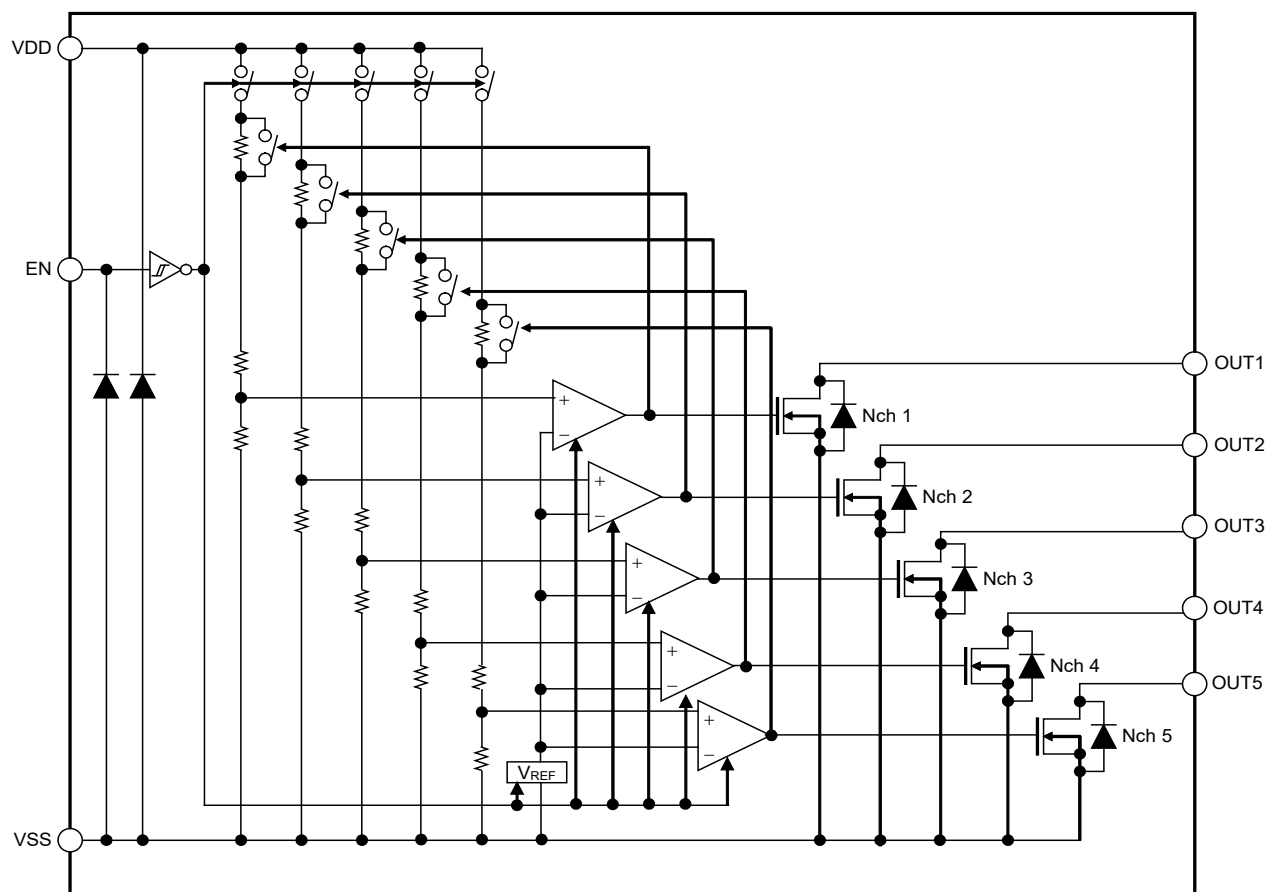 VDD
EN
OUT1
+
−
Nch 1
OUT2
+
−
Nch 2
OUT3
+
−
Nch 3
OUT4
+
−
Nch 4
OUT5
+
−
Nch 5
VREF
VSS